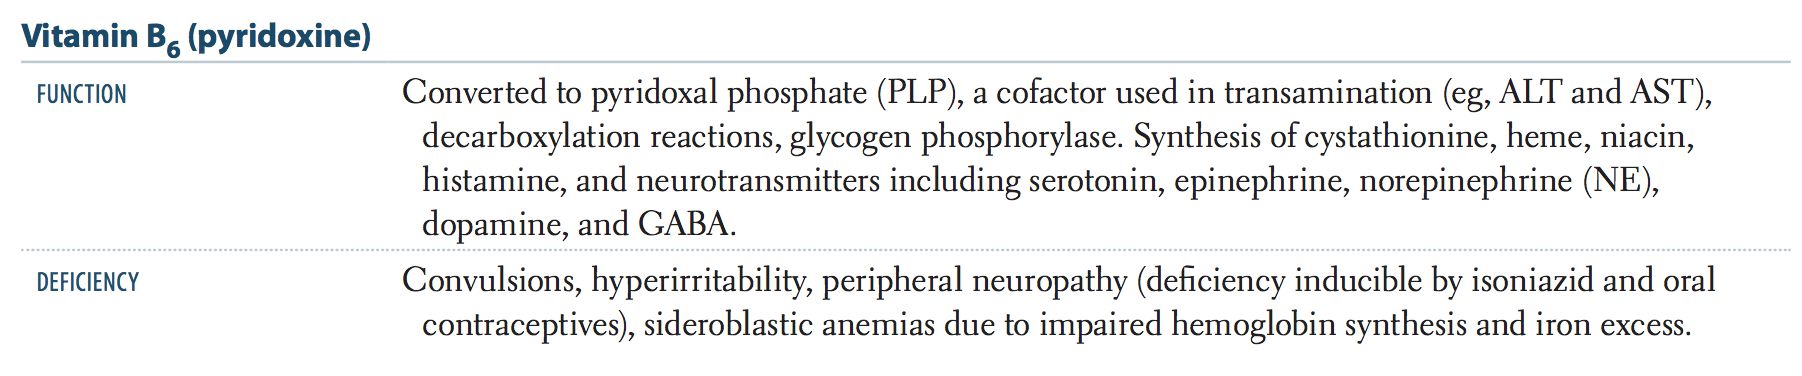 Vitamin B6 (pyridoxine)
FUNCTION
Converted to pyridoxal phosphate (PLP), a cofactor used in transamination (eg, ALT and AST),
decarboxylation reactions, glycogen phosphorylase. Synthesis of cystathionine, heme, niacin,
histamine, and neurotransmitters including serotonin, epinephrine, norepinephrine (NE),
dopamine, and GABA.
DEFICIENCY
Convulsions, hyperirritability, peripheral neuropathy (deficiency inducible by isoniazid and oral
contraceptives), sideroblastic anemias due to impaired hemoglobin synthesis and iron excess.